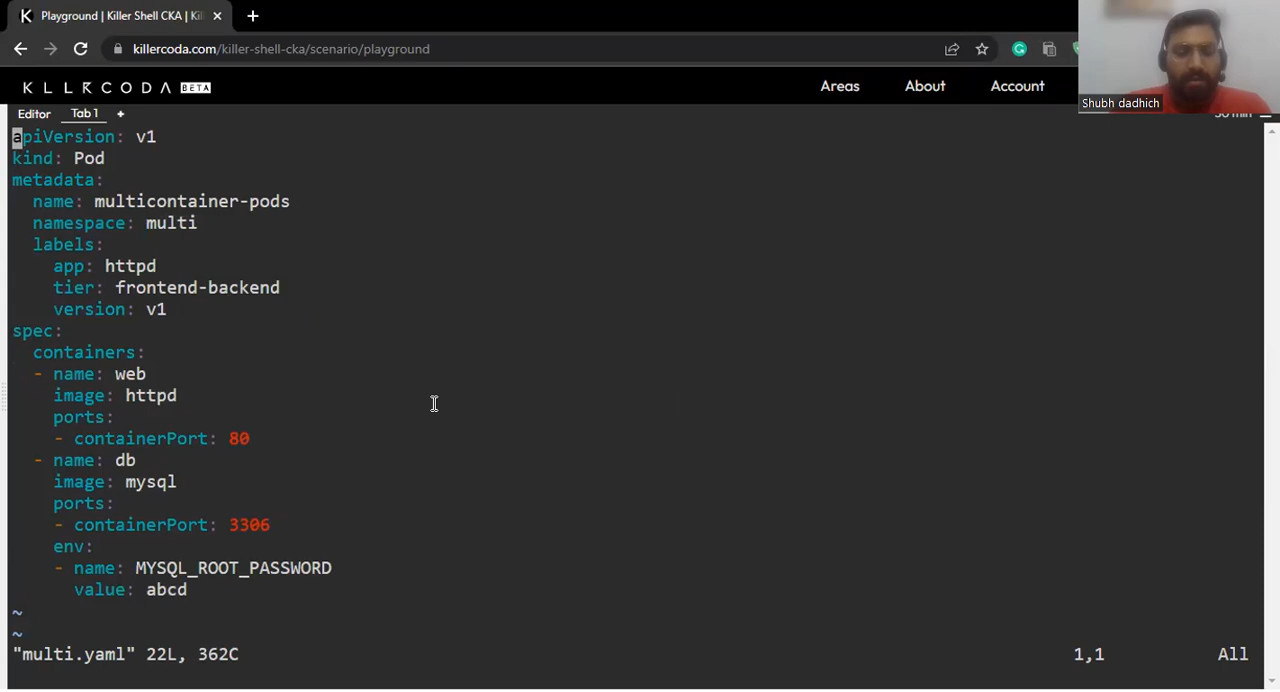 Playground | Killer Shell CKA | Kil
killercoda.com/killer-shell-cka/scenario/playground
KILLERCODA BETA
Areas
About
Account
Shubh dadhich
Editor
Tab 1
+
apiVersion: v1
kind: Pod
metadata:
  name: multicontainer-pods
  namespace: multi
  labels:
    app: httpd
    tier: frontend-backend
    version: v1
spec:
  containers:
  - name: web
    image: httpd
    ports:
    - containerPort: 80
  - name: db
    image: mysql
    ports:
    - containerPort: 3306
    env:
    - name: MYSQL_ROOT_PASSWORD
      value: abcd
~
~
"multi.yaml" 22L, 362C 1,1 All